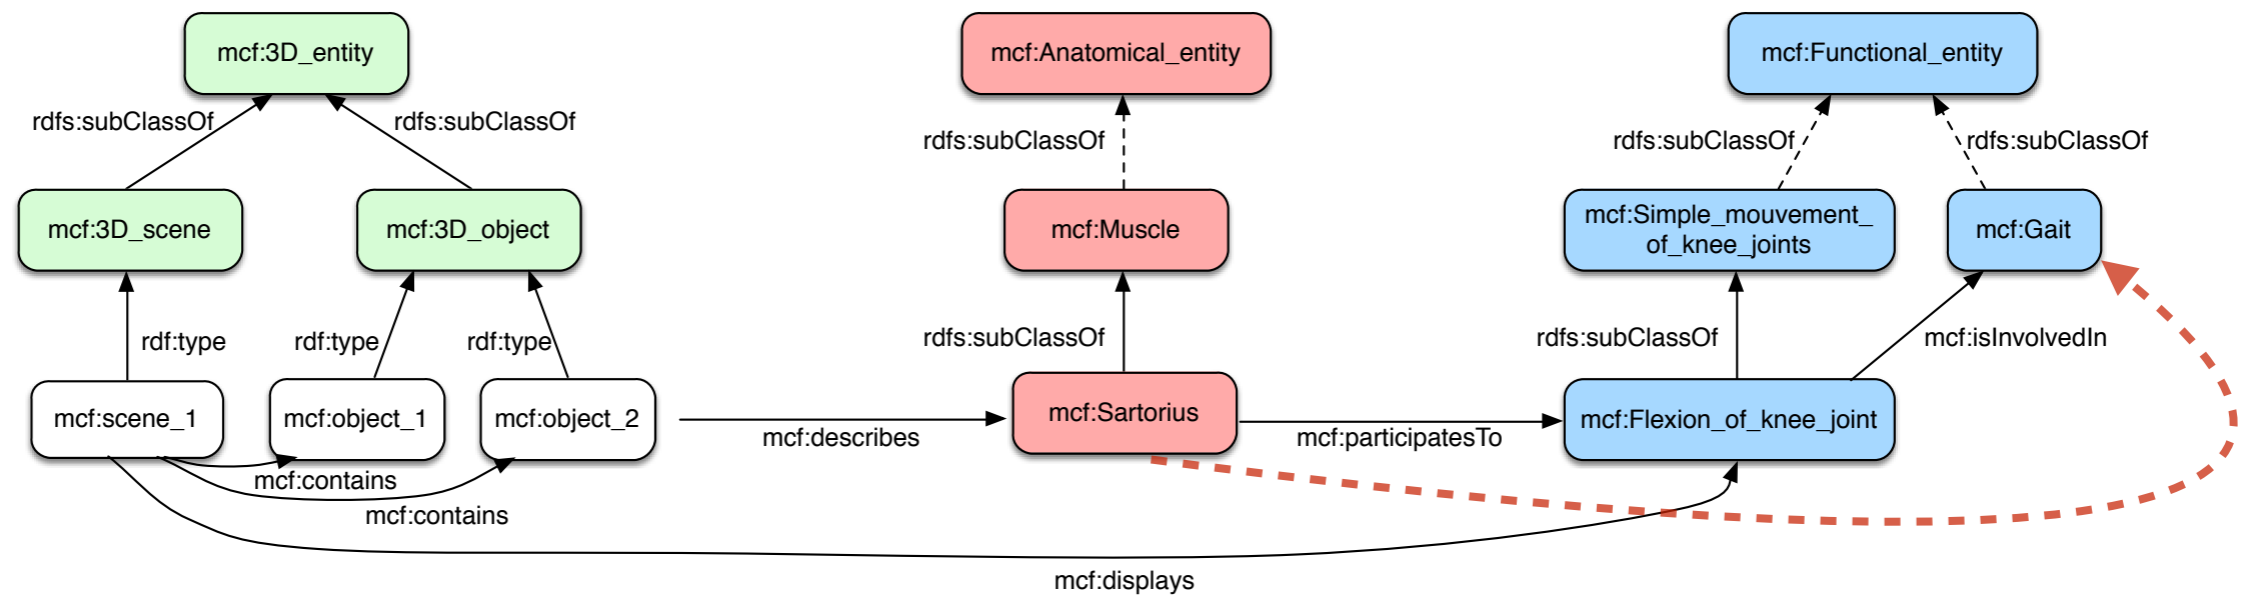 mcf:3D_entity
mcf:Anatomical_entity
mcf:Functional_entity
rdfs:subClassOf
rdfs:subClassOf
rdfs:subClassOf
rdfs:subClassOf
rdfs:subClassOf
mcf:3D_scene
mcf:3D_object
mcf:Muscle
mcf:Simple_mouvement_
of_knee_joints
mcf:Gait
rdf:type
rdf:type
rdf:type
rdfs:subClassOf
rdfs:subClassOf
mcf:isInvolvedIn
mcf:scene_1
mcf:object_1
mcf:object_2
mcf:describes
mcf:Sartorius
mcf:participatesTo
mcf:Flexion_of_knee_joint
mcf:contains
mcf:contains
mcf:displays